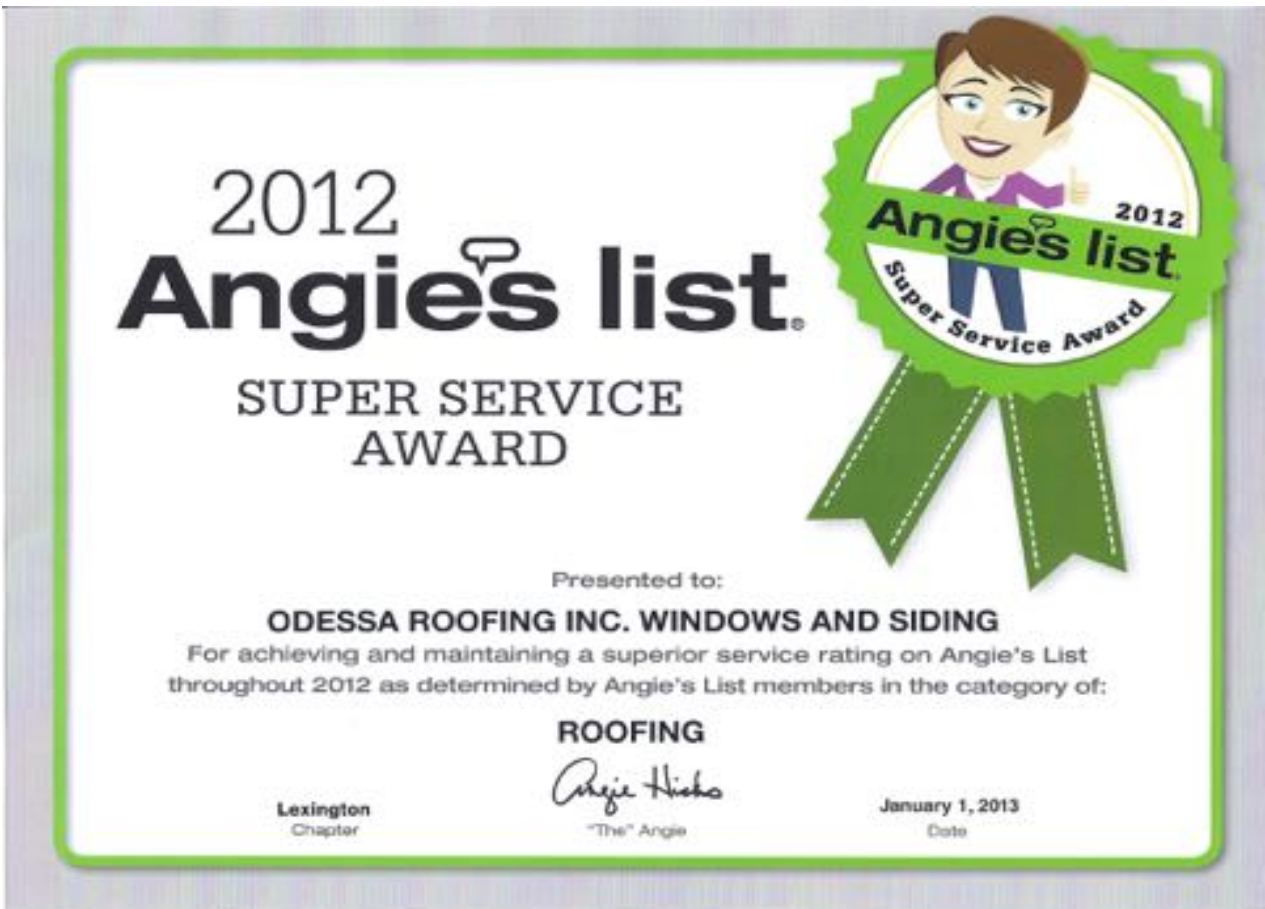 2012
Angie's list®
SUPER SERVICE
AWARD
2012
Angie's list
Super Service Award
Presented to:
ODESSA ROOFING INC. WINDOWS AND SIDING
For achieving and maintaining a superior service rating on Angie's List
throughout 2012 as determined by Angie's List members in the category of:
ROOFING
Angie Hicks
Lexington
Chapter
"The" Angie
January 1, 2013
Date